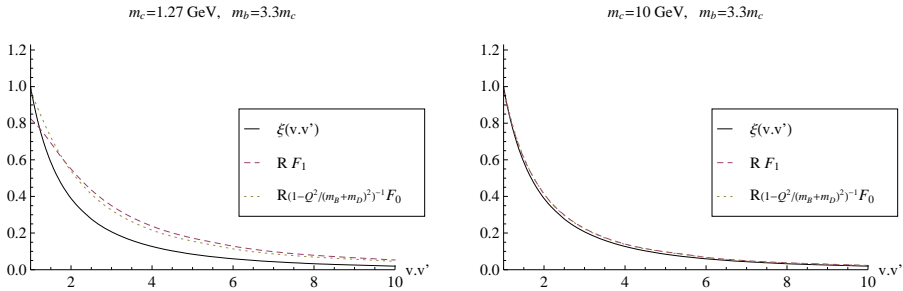 m_c=1.27 GeV, m_b=3.3m_c
1.2
1.0
0.8
0.6
0.4
0.2
0.0
2 4 6 8 10
v.v'
ξ(v.v')
R F_1
R(1-Q^2/(m_B+m_D)^2)^{-1}F_0
m_c=10 GeV, m_b=3.3m_c
1.2
1.0
0.8
0.6
0.4
0.2
0.0
2 4 6 8 10
v.v'
ξ(v.v')
R F_1
R(1-Q^2/(m_B+m_D)^2)^{-1}F_0